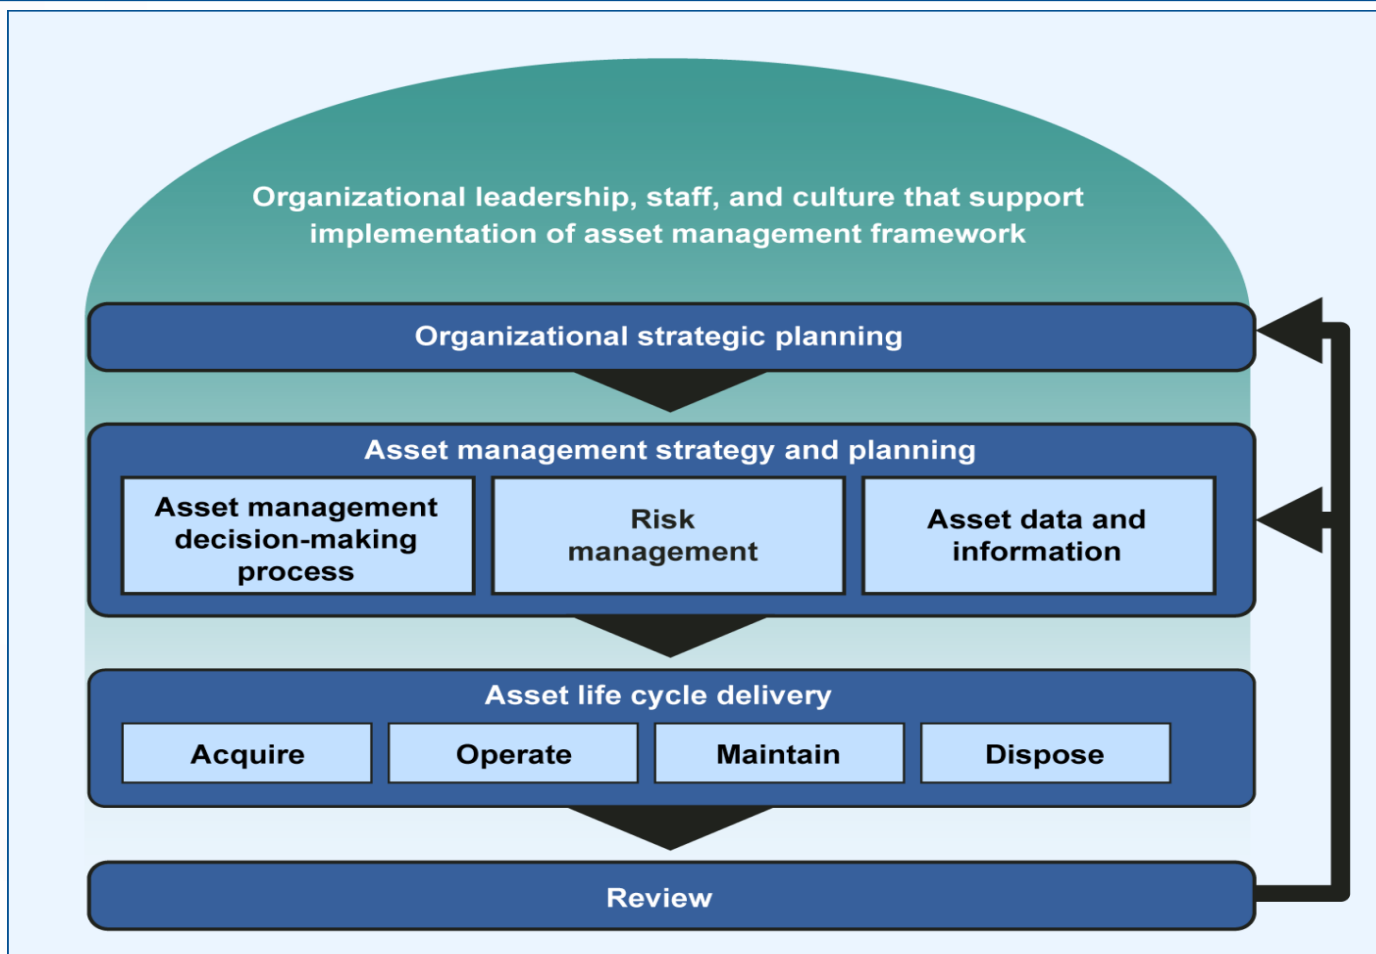 Organizational leadership, staff, and culture that support
implementation of asset management framework
Organizational strategic planning
Asset management strategy and planning
Asset management
decision-making
process
Risk
management
Asset data and
information
Asset life cycle delivery
Acquire
Operate
Maintain
Dispose
Review